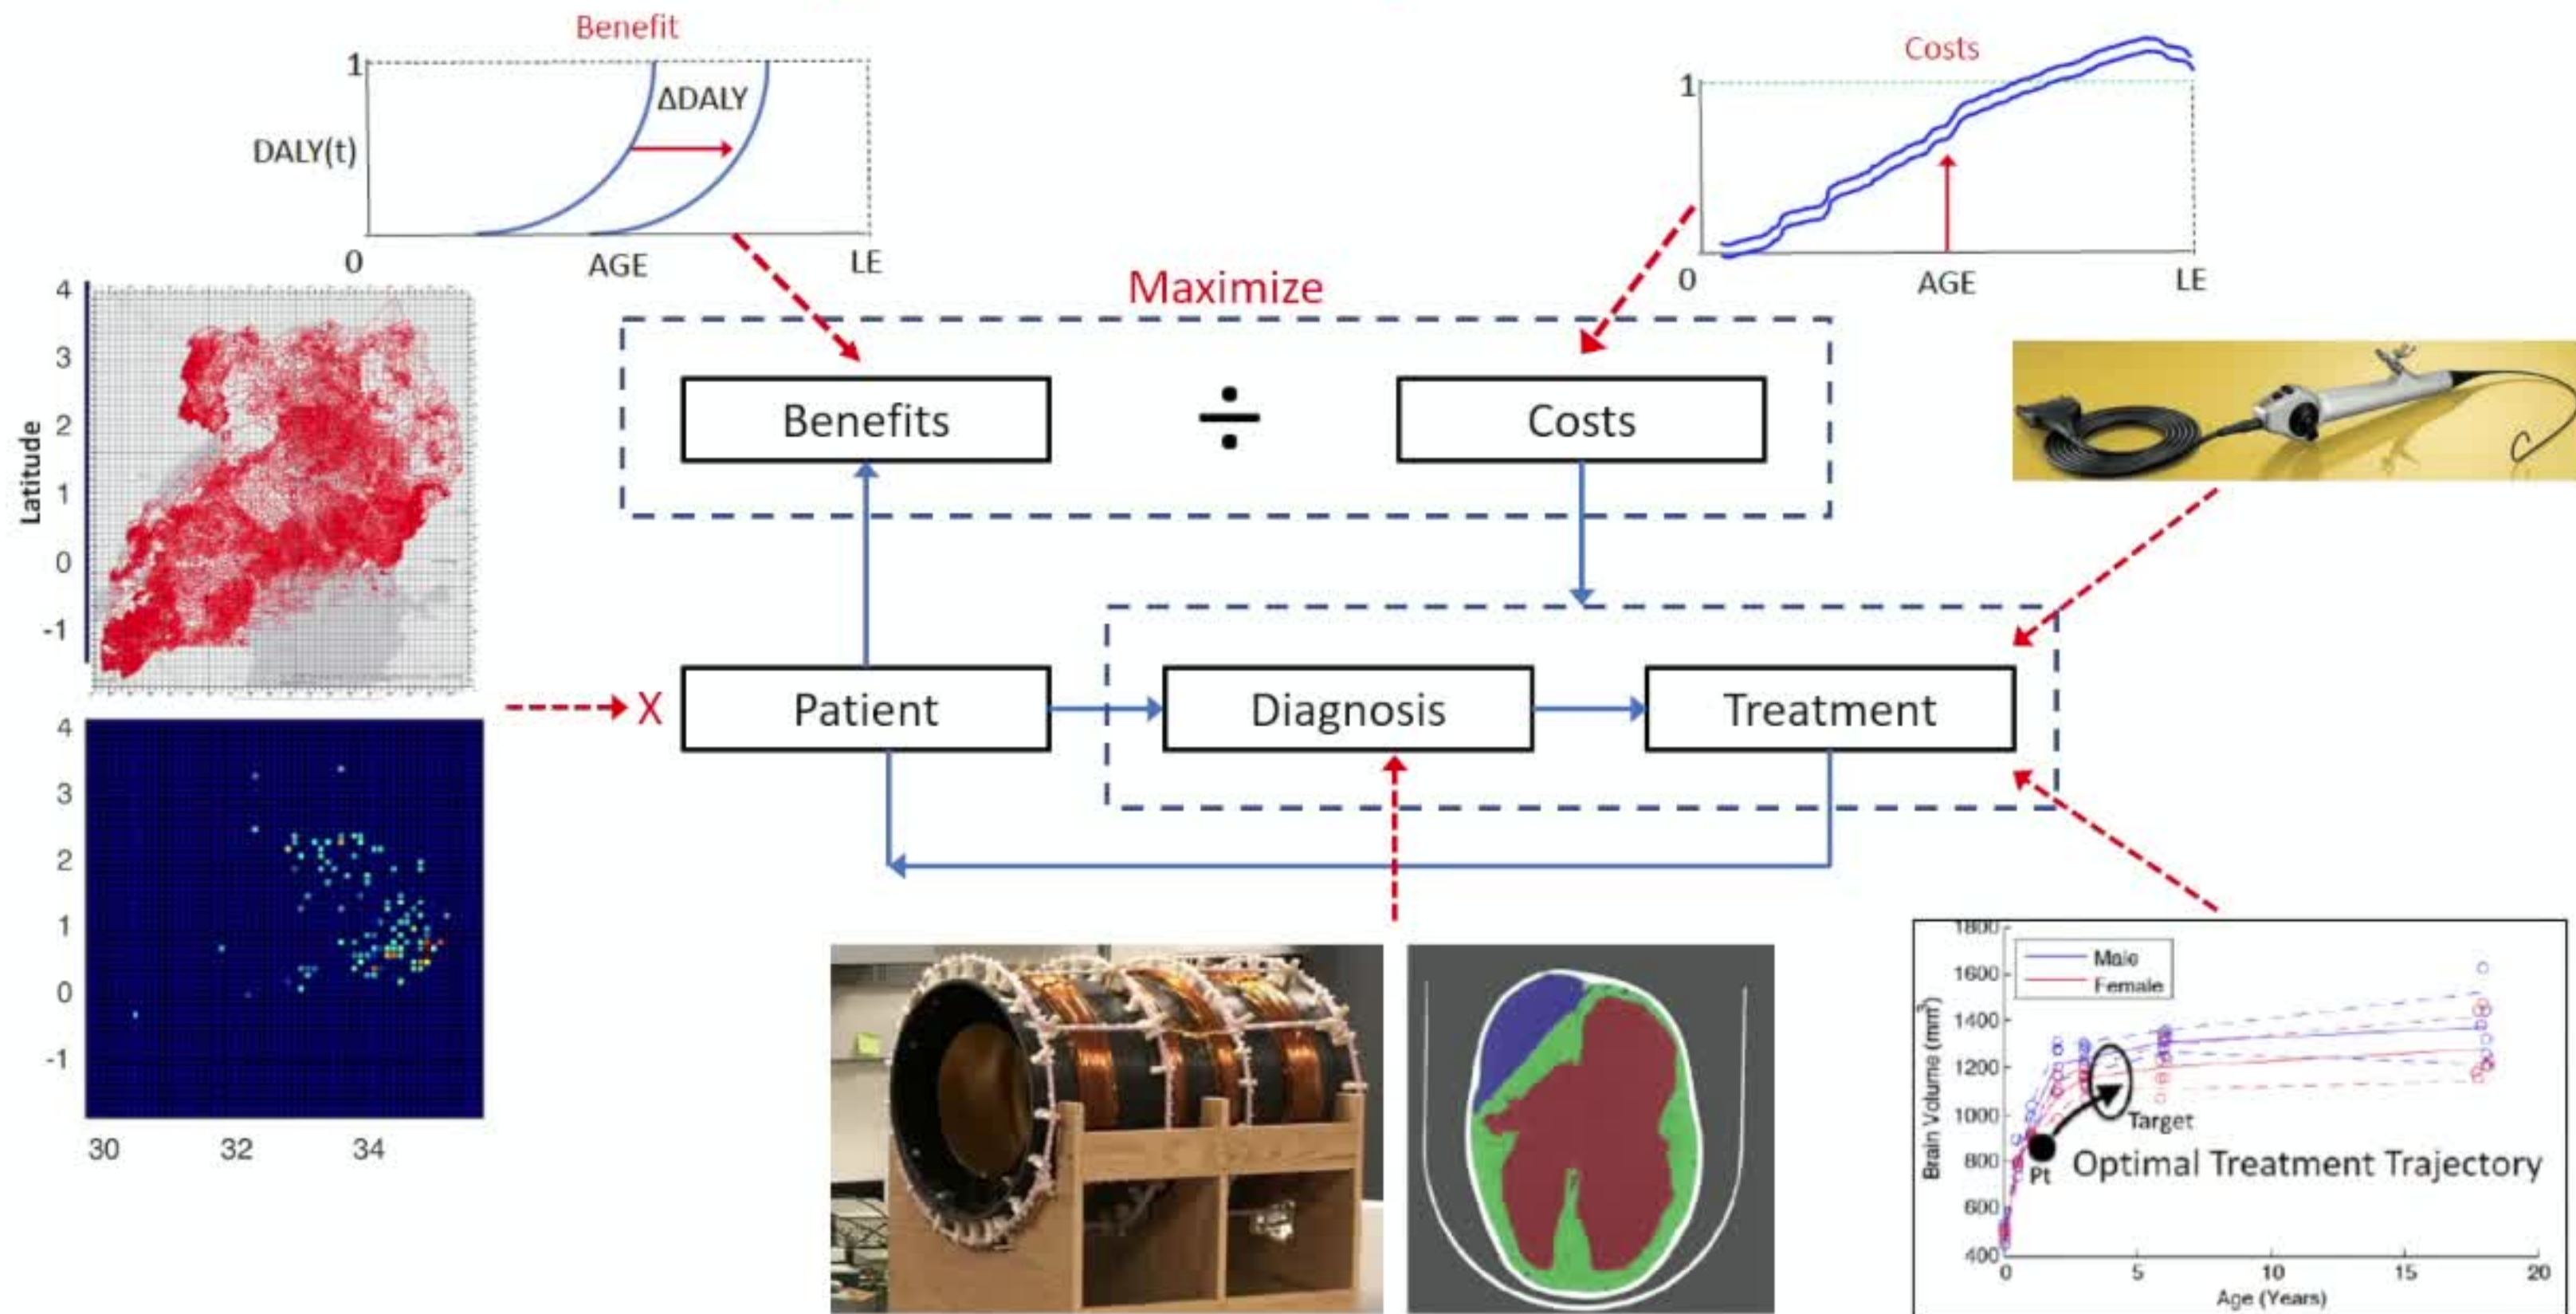 Benefit
1
ΔDALY
DALY(t)
0
AGE
LE
Costs
1
0
AGE
LE
Maximize
Benefits
÷
Costs
4
3
2
1
0
-1
Latitude
X
Patient
Diagnosis
Treatment
4
3
2
1
0
-1
30
32
34
1800
1600
1400
1200
1000
800
600
400
Brain Volume (mm³)
Male
Female
Target
Pt
Optimal Treatment Trajectory
0
5
10
15
20
Age (Years)